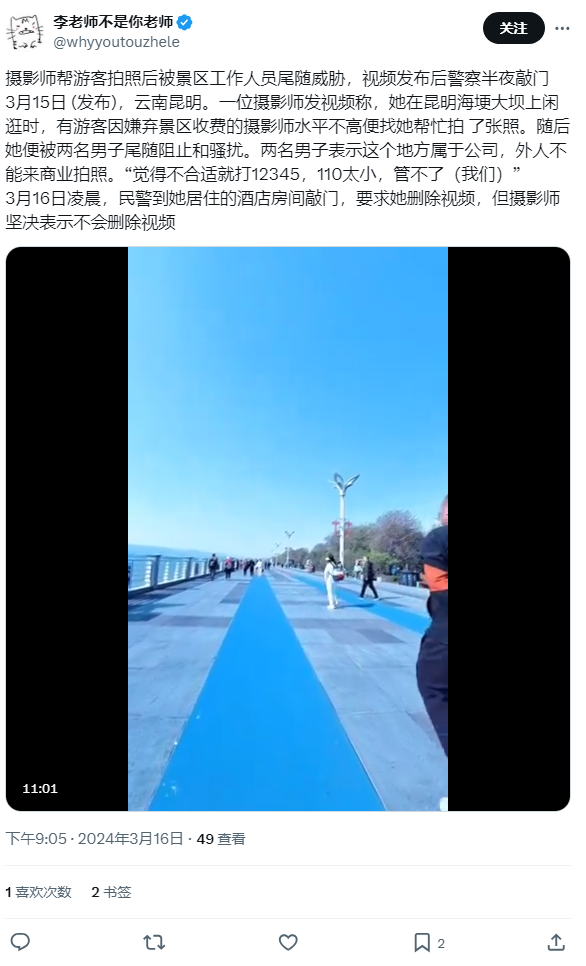 李老师不是你老师
@whyyoutouzhele
关注
摄影师帮游客拍照后被景区工作人员尾随威胁，视频发布后警察半夜敲门
3月15日 (发布)，云南昆明。一位摄影师发视频称，她在昆明海埂大坝上闲
逛时，有游客因嫌弃景区收费的摄影师水平不高便找她帮忙拍 了张照。随后
她便被两名男子尾随阻止和骚扰。两名男子表示这个地方属于公司，外人不
能来商业拍照。“觉得不合适就打12345，110太小，管不了（我们）”
3月16日凌晨，民警到她居住的酒店房间敲门，要求她删除视频，但摄影师
坚决表示不会删除视频
11:01
下午9:05 · 2024年3月16日 · 49 查看
1 喜欢次数 2 书签
2